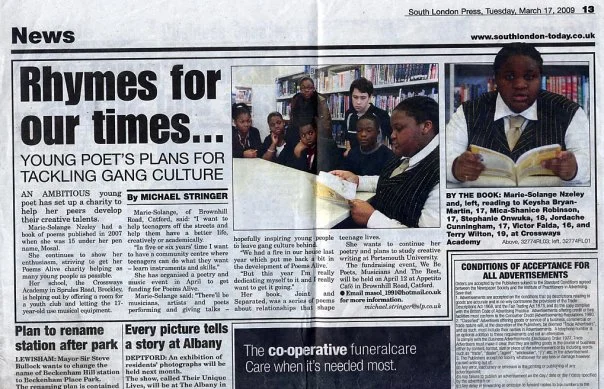 South London Press, Tuesday, March 17, 2009 13
News
www.southlondon-today.co.uk
Rhymes for
our times...
YOUNG POET'S PLANS FOR
TACKLING GANG CULTURE
AN AMBITIOUS young
poet has set up a charity to
help her peers develop
their creative talents.
Marie-Solange Nzeley had a
book of poems published in 2007
when she was 15 under her pen
name, Mosal.
She continues to show her
enthusiasm, striving to get her
Poems Alive charity helping as
many young people as possible.
Her school, the Crossways
Academy in Sprules Road, Brockley,
is helping out by offering a room for
a youth club and letting the 17-
year-old use musical equipment.
By MICHAEL STRINGER
Marie-Solange, of Brownhill
Road, Catford, said: "I want to
help teenagers off the streets and
help them have a better life,
creatively or academically.
"In five or six years' time I want
to have a community centre where
teenagers can do what they want
– learn instruments and skills."
She has organised a poetry and
music event in April to get
funding for Poems Alive.
Marie-Solange said: "There'll be
musicians, artists and poets
performing and giving talks –
hopefully inspiring young people
to leave gang culture behind.
"We had a fire in our house last
year which put me back a bit in
the development of Poems Alive.
"But this year I'm really
dedicating myself to it and I really
want to get it going."
Her book, Lost and
Separated, was a series of poems
about relationships that shape
teenage lives.
She wants to continue her
poetry and plans to study creative
writing at Portsmouth University.
The fundraising event, We Be
Poets, Musicians And The Rest,
will be held on April 12 at Appetito
Café in Brownhill Road, Catford.
● Email mosol_1991@hotmail.co.uk
for more information.
michael.stringer@slp.co.uk
BY THE BOOK: Marie-Solange Nzeley
and, left, reading to Keysha Bryan-
Martin, 17, Mica-Shanice Robinson,
17, Stephanie Onwuka, 18, Jordache
Cunningham, 17, Victor Falda, 16, and
Terry Wilton, 19, at Crossways
Academy
Above, 32774RL03; left, 32774RL01
CONDITIONS OF ACCEPTANCE FOR
ALL ADVERTISEMENTS
Plan to rename
station after park
LEWISHAM: Mayor Sir Steve
Bullock wants to change the
name of Beckenham Hill station
to Beckenham Place Park.
The renaming plan is contained
Every picture tells
a story at Albany
DEPTFORD: An exhibition of
residents' photographs will be
held next month.
The show, called Their Unique
Lives, will be at The Albany in
The co-operative funeralcare
Care when it's needed most.